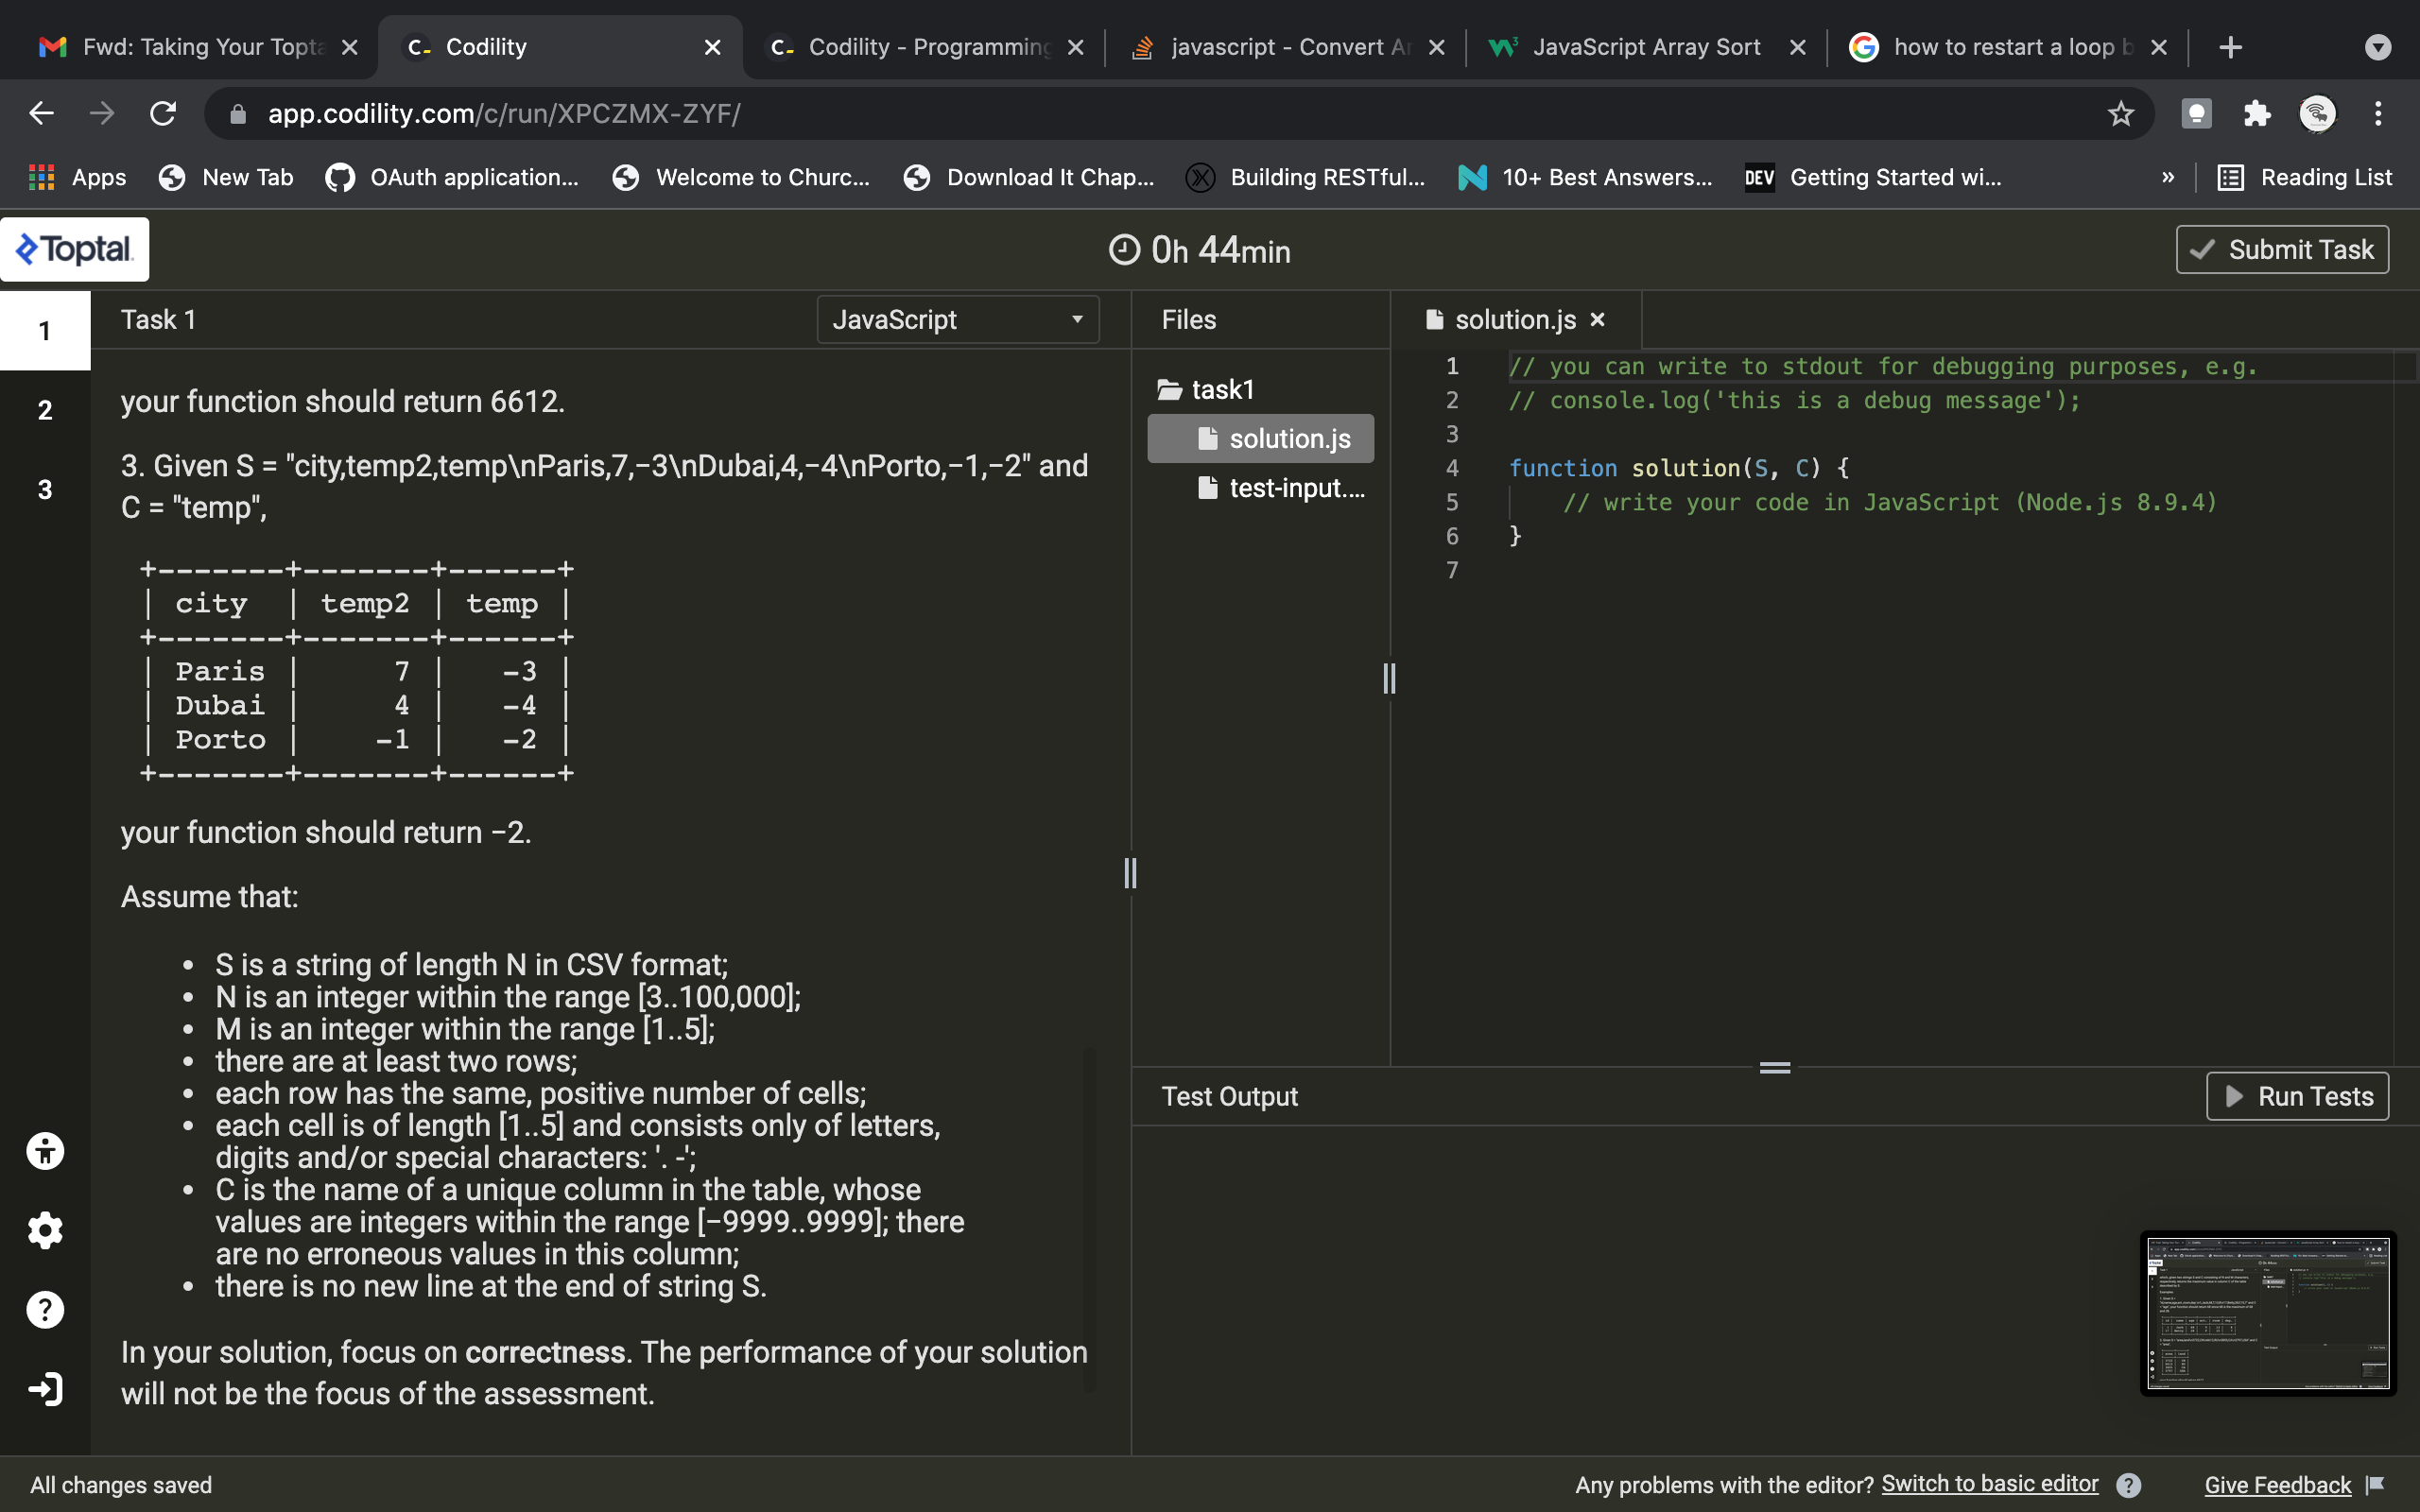 Fwd: Taking Your Topta
Codility
Codility - Programming
javascript - Convert Ar
JavaScript Array Sort
how to restart a loop b
app.codility.com/c/run/XPCZMX-ZYF/
Apps
New Tab
OAuth application...
Welcome to Churc...
Download It Chap...
Building RESTful...
10+ Best Answers...
DEV Getting Started wi...
»
Reading List
Toptal
0h 44min
Submit Task
1
2
3
Task 1
JavaScript
your function should return 6612.
3. Given S = "city,temp2,temp\nParis,7,−3\nDubai,4,−4\nPorto,−1,−2" and
C = "temp",
+-------+-------+------+
| city  | temp2 | temp |
+-------+-------+------+
| Paris |     7 |   -3 |
| Dubai |     4 |   -4 |
| Porto |    -1 |   -2 |
+-------+-------+------+
your function should return −2.
Assume that:
• S is a string of length N in CSV format;
• N is an integer within the range [3..100,000];
• M is an integer within the range [1..5];
• there are at least two rows;
• each row has the same, positive number of cells;
• each cell is of length [1..5] and consists only of letters,
digits and/or special characters: '. -';
• C is the name of a unique column in the table, whose
values are integers within the range [−9999..9999]; there
are no erroneous values in this column;
• there is no new line at the end of string S.
In your solution, focus on correctness. The performance of your solution
will not be the focus of the assessment.
Files
task1
solution.js
test-input....
solution.js
1 // you can write to stdout for debugging purposes, e.g.
2 // console.log('this is a debug message');
3
4 function solution(S, C) {
5     // write your code in JavaScript (Node.js 8.9.4)
6 }
7
Test Output
Run Tests
All changes saved
Any problems with the editor? Switch to basic editor
Give Feedback